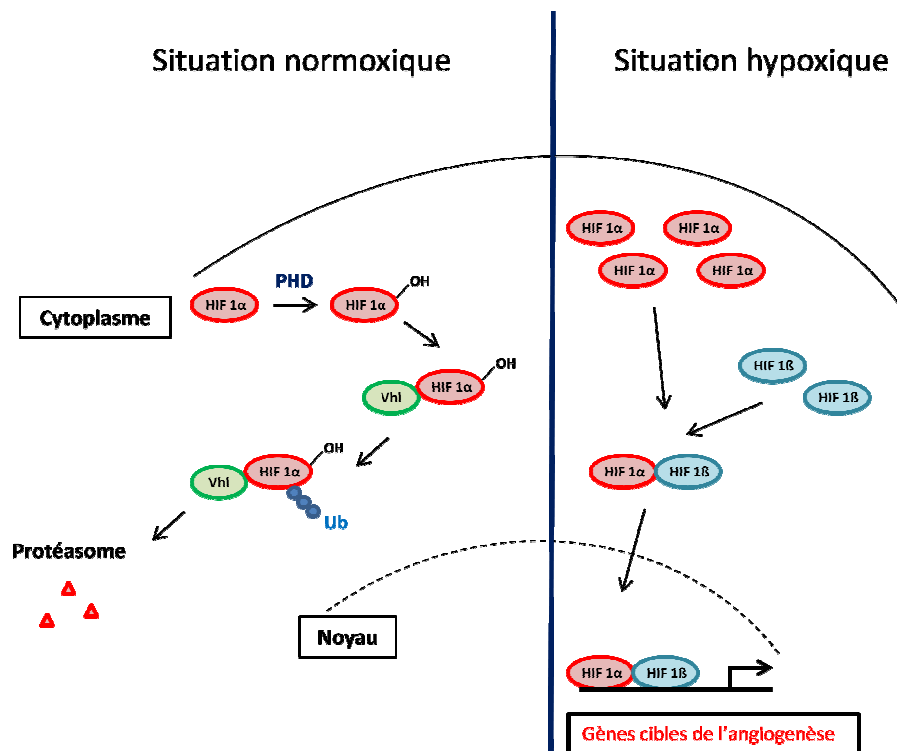 Situation normoxique
Situation hypoxique
HIF 1α
HIF 1α
HIF 1α
HIF 1α
Cytoplasme
HIF 1α
PHD
HIF 1α
OH
Vhl
HIF 1α
OH
HIF 1ß
HIF 1ß
Vhl
HIF 1α
OH
Ub
HIF 1α
HIF 1ß
Protéasome
Noyau
HIF 1α
HIF 1ß
Gènes cibles de l'angiogenèse